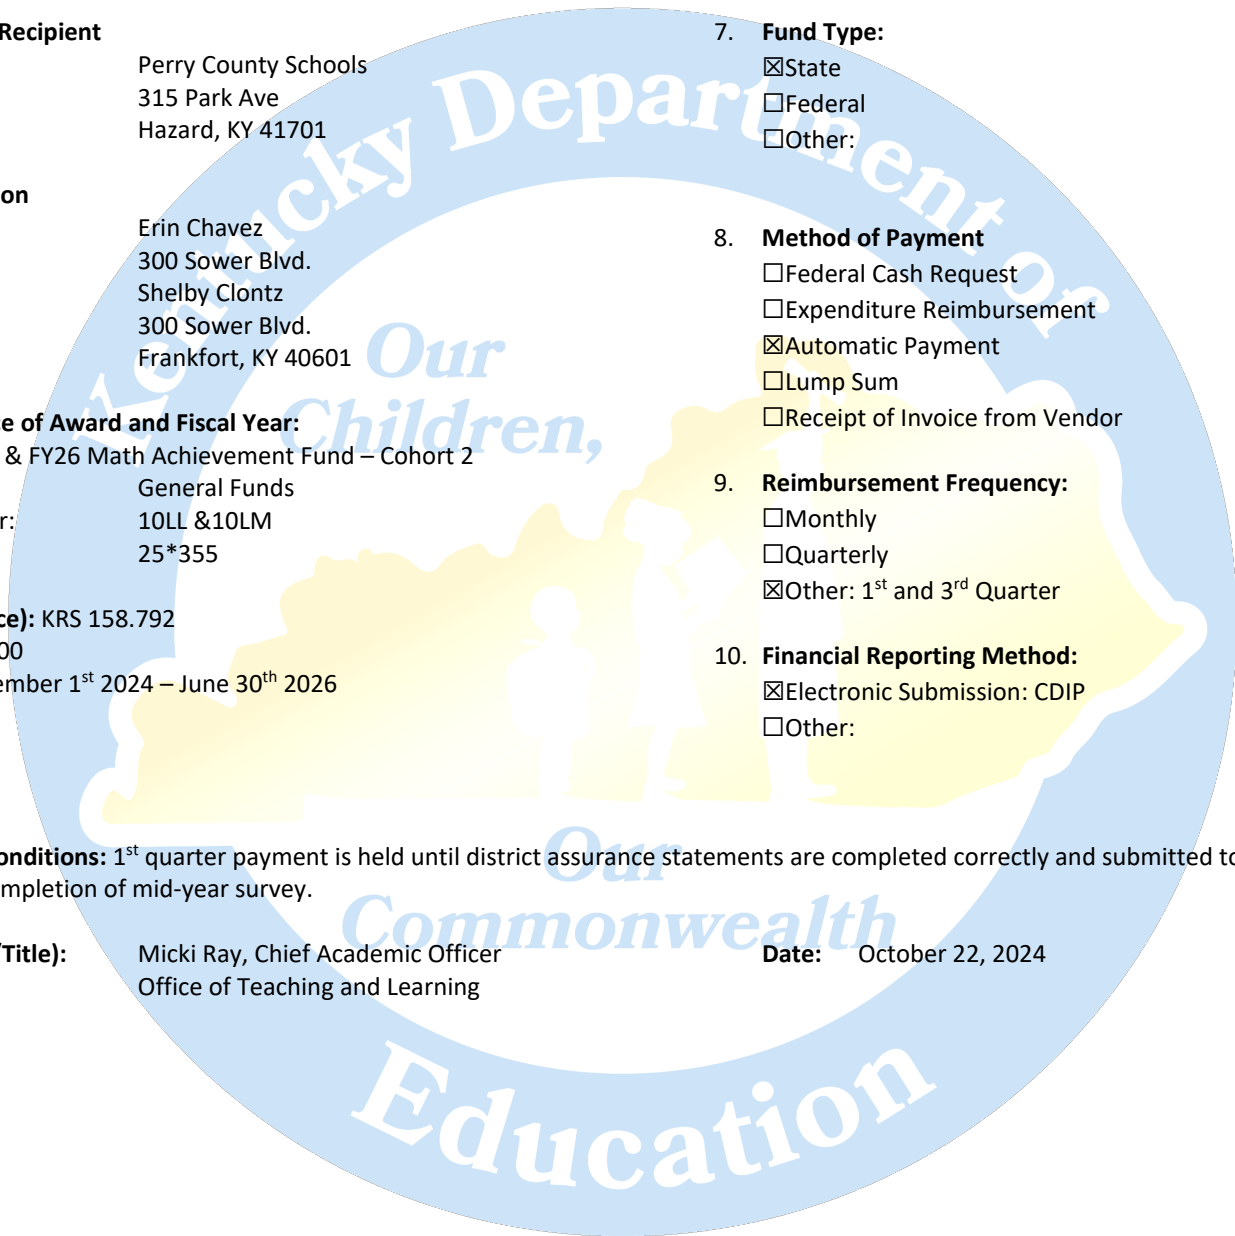 Recipient
Perry County Schools
315 Park Ave
Hazard, KY 41701
on
Erin Chavez
300 Sower Blvd.
Shelby Clontz
300 Sower Blvd.
Frankfort, KY 40601
e of Award and Fiscal Year:
& FY26 Math Achievement Fund – Cohort 2
General Funds
r: 10LL &10LM
25*355
ce): KRS 158.792
00
ember 1st 2024 – June 30th 2026
7. Fund Type:
☒State
☐Federal
☐Other:
8. Method of Payment
☐Federal Cash Request
☐Expenditure Reimbursement
☒Automatic Payment
☐Lump Sum
☐Receipt of Invoice from Vendor
9. Reimbursement Frequency:
☐Monthly
☐Quarterly
☒Other: 1st and 3rd Quarter
10. Financial Reporting Method:
☒Electronic Submission: CDIP
☐Other:
onditions: 1st quarter payment is held until district assurance statements are completed correctly and submitted to
mpletion of mid-year survey.
/Title): Micki Ray, Chief Academic Officer Date: October 22, 2024
Office of Teaching and Learning
Kentucky Department of
Education
Our
Children,
Our
Commonwealth